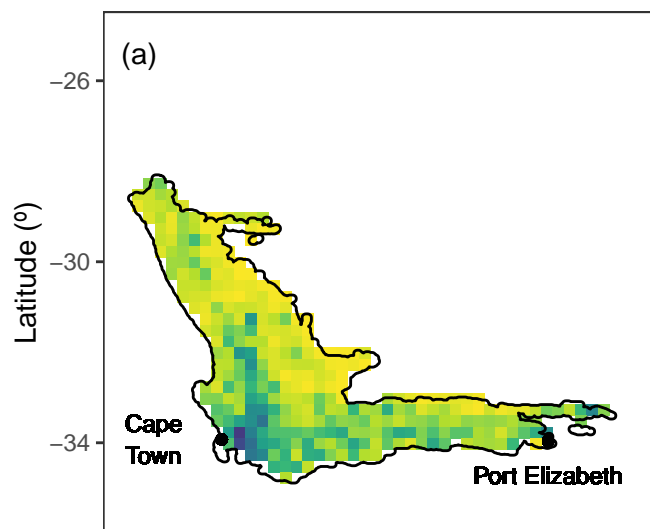 (a)
−26
−30
−34
Latitude (º)
Cape
Town
Port Elizabeth